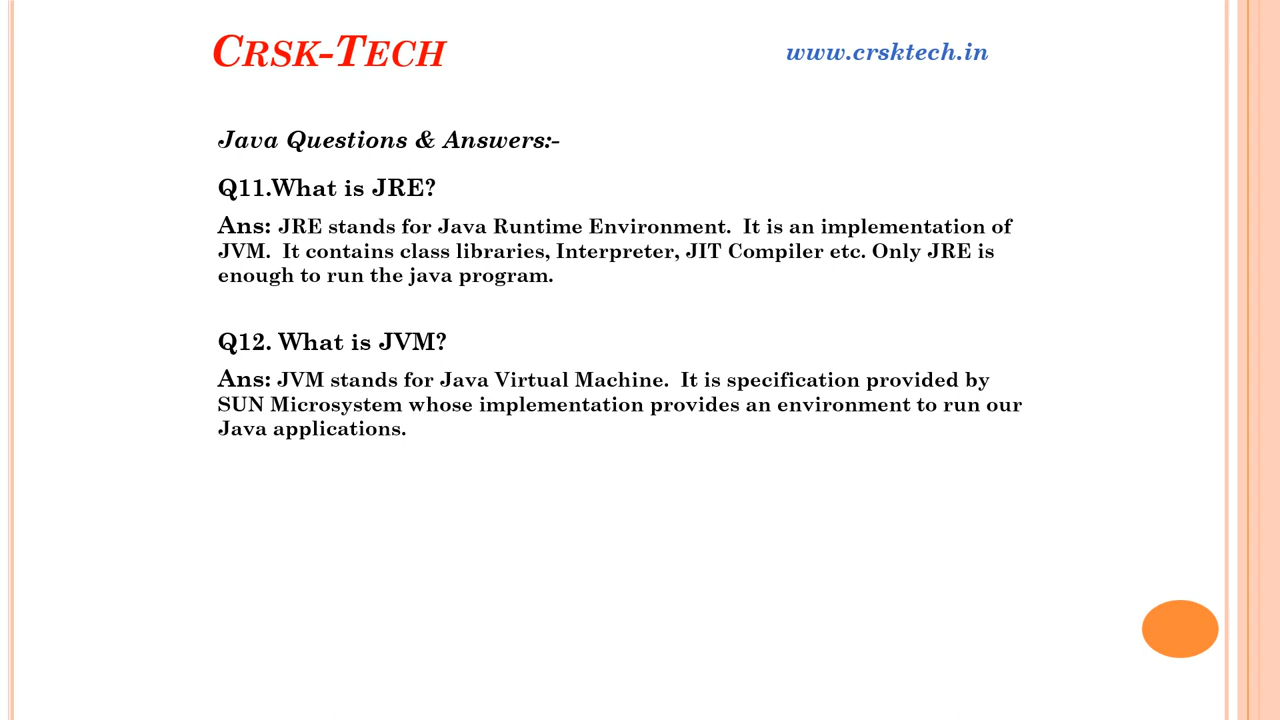 CRSK-TECH
www.crsktech.in
Java Questions & Answers:-
Q11.What is JRE?
Ans: JRE stands for Java Runtime Environment.  It is an implementation of
JVM.  It contains class libraries, Interpreter, JIT Compiler etc. Only JRE is
enough to run the java program.
Q12. What is JVM?
Ans: JVM stands for Java Virtual Machine.  It is specification provided by
SUN Microsystem whose implementation provides an environment to run our
Java applications.